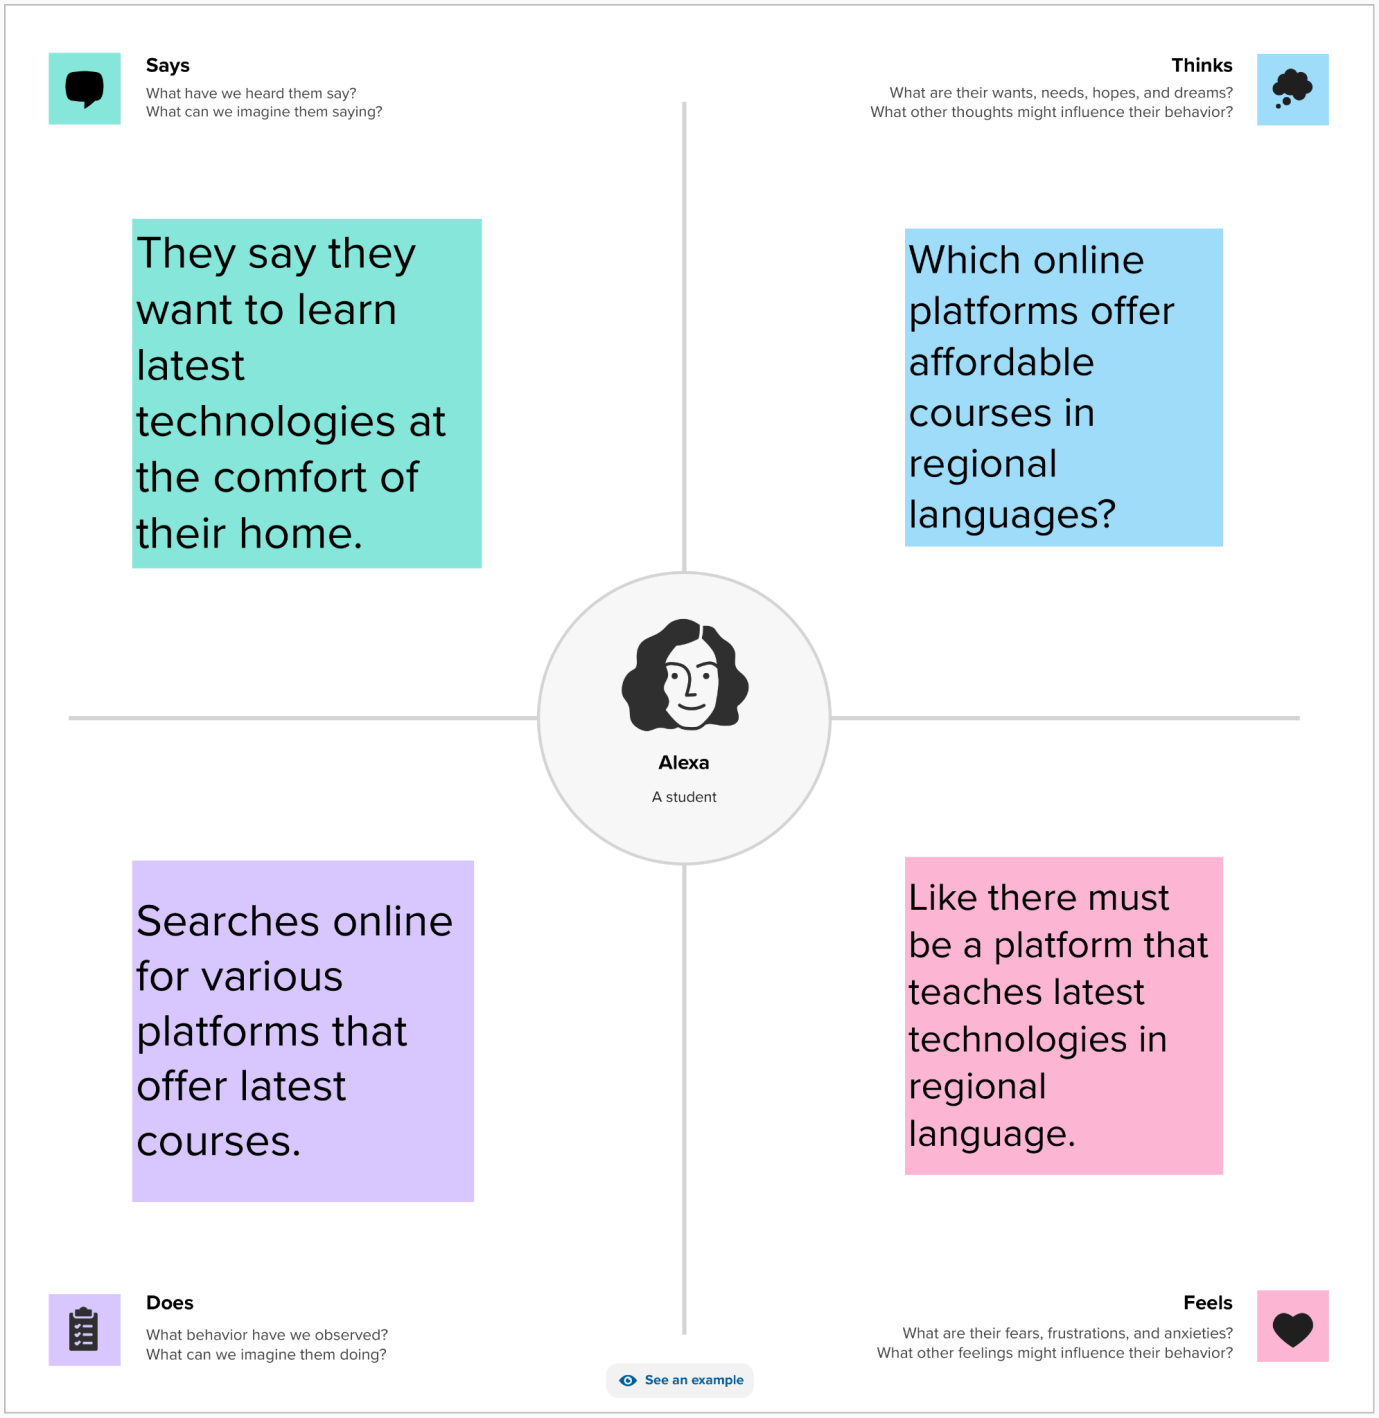 Says
What have we heard them say?
What can we imagine them saying?
Thinks
What are their wants, needs, hopes, and dreams?
What other thoughts might influence their behavior?
They say they
want to learn
latest
technologies at
the comfort of
their home.
Which online
platforms offer
affordable
courses in
regional
languages?
Alexa
A student
Searches online
for various
platforms that
offer latest
courses.
Like there must
be a platform that
teaches latest
technologies in
regional
language.
Does
What behavior have we observed?
What can we imagine them doing?
Feels
What are their fears, frustrations, and anxieties?
What other feelings might influence their behavior?
See an example